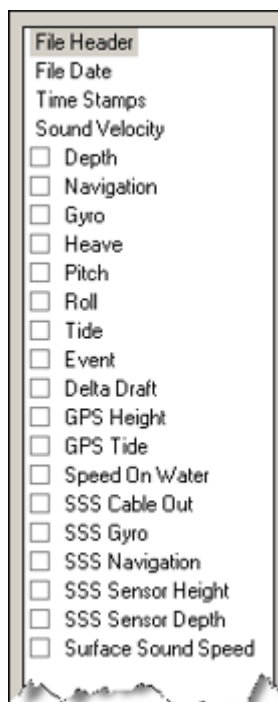 File Header
File Date
Time Stamps
Sound Velocity
Depth
Navigation
Gyro
Heave
Pitch
Roll
Tide
Event
Delta Draft
GPS Height
GPS Tide
Speed On Water
SSS Cable Out
SSS Gyro
SSS Navigation
SSS Sensor Height
SSS Sensor Depth
Surface Sound Speed